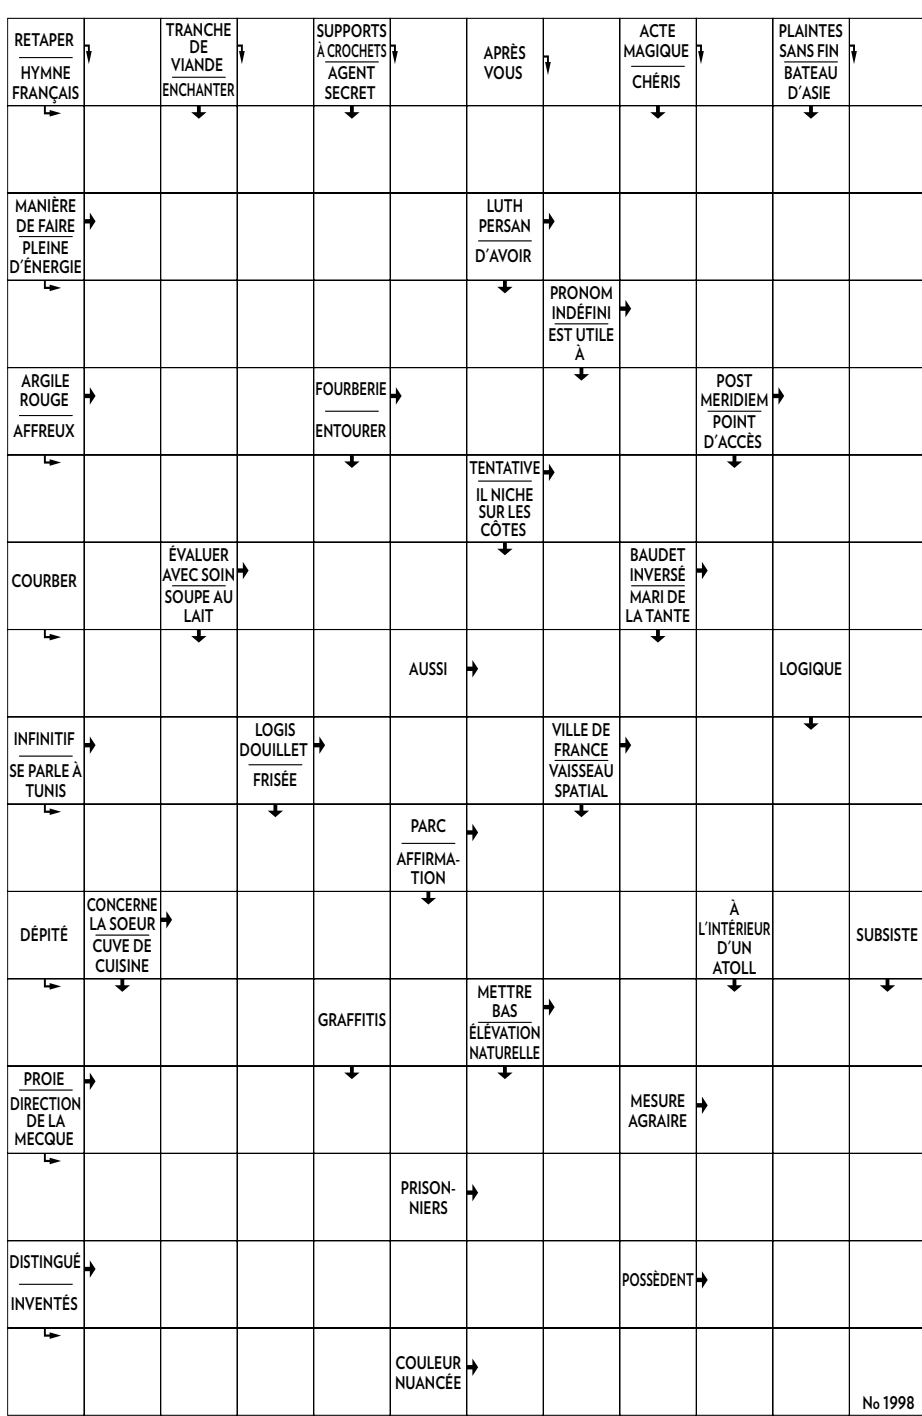 RETAPER
HYMNE
FRANÇAIS
TRANCHE
DE
VIANDE
ENCHANTER
SUPPORTS
À CROCHETS
AGENT
SECRET
APRÈS
VOUS
ACTE
MAGIQUE
CHÉRIS
PLAINTES
SANS FIN
BATEAU
D'ASIE
MANIÈRE
DE FAIRE
PLEINE
D'ÉNERGIE
LUTH
PERSAN
D'AVOIR
PRONOM
INDÉFINI
EST UTILE
À
ARGILE
ROUGE
AFFREUX
FOURBERIE
ENTOURER
POST
MERIDIEM
POINT
D'ACCÈS
TENTATIVE
IL NICHE
SUR LES
CÔTES
COURBER
ÉVALUER
AVEC SOIN
SOUPE AU
LAIT
BAUDET
INVERSÉ
MARI DE
LA TANTE
AUSSI
LOGIQUE
INFINITIF
SE PARLE À
TUNIS
LOGIS
DOUILLET
FRISÉE
VILLE DE
FRANCE
VAISSEAU
SPATIAL
PARC
AFFIRMA-
TION
DÉPITÉ
CONCERNE
LA SOEUR
CUVE DE
CUISINE
À
L'INTÉRIEUR
D'UN
ATOLL
SUBSISTE
GRAFFITIS
METTRE
BAS
ÉLÉVATION
NATURELLE
PROIE
DIRECTION
DE LA
MECQUE
MESURE
AGRAIRE
PRISON-
NIERS
DISTINGUÉ
INVENTÉS
POSSÈDENT
COULEUR
NUANCÉE
No 1998